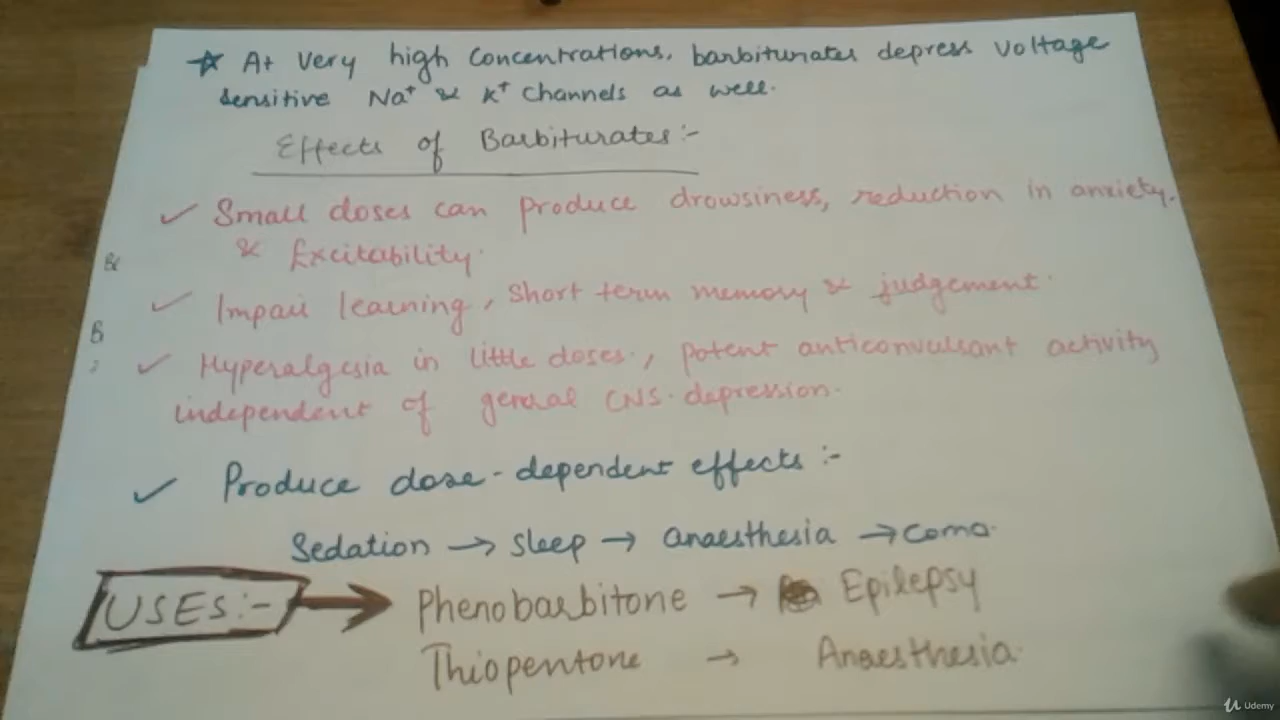 ☆ At very high concentrations, barbiturates depress voltage
sensitive Na⁺ & K⁺ channels as well.
Effects of Barbiturates:-
✓ Small doses can produce drowsiness, reduction in anxiety.
& Excitability.
&
✓ Impair learning, short term memory & judgement.
B
✓ Hyperalgesia in little doses., potent anticonvulsant activity
independent of general CNS depression.
✓ Produce dose-dependent effects :-
Sedation → Sleep → anaesthesia → coma.
USES:- → Phenobarbitone → Epilepsy
Thiopentone → Anaesthesia.
Udemy